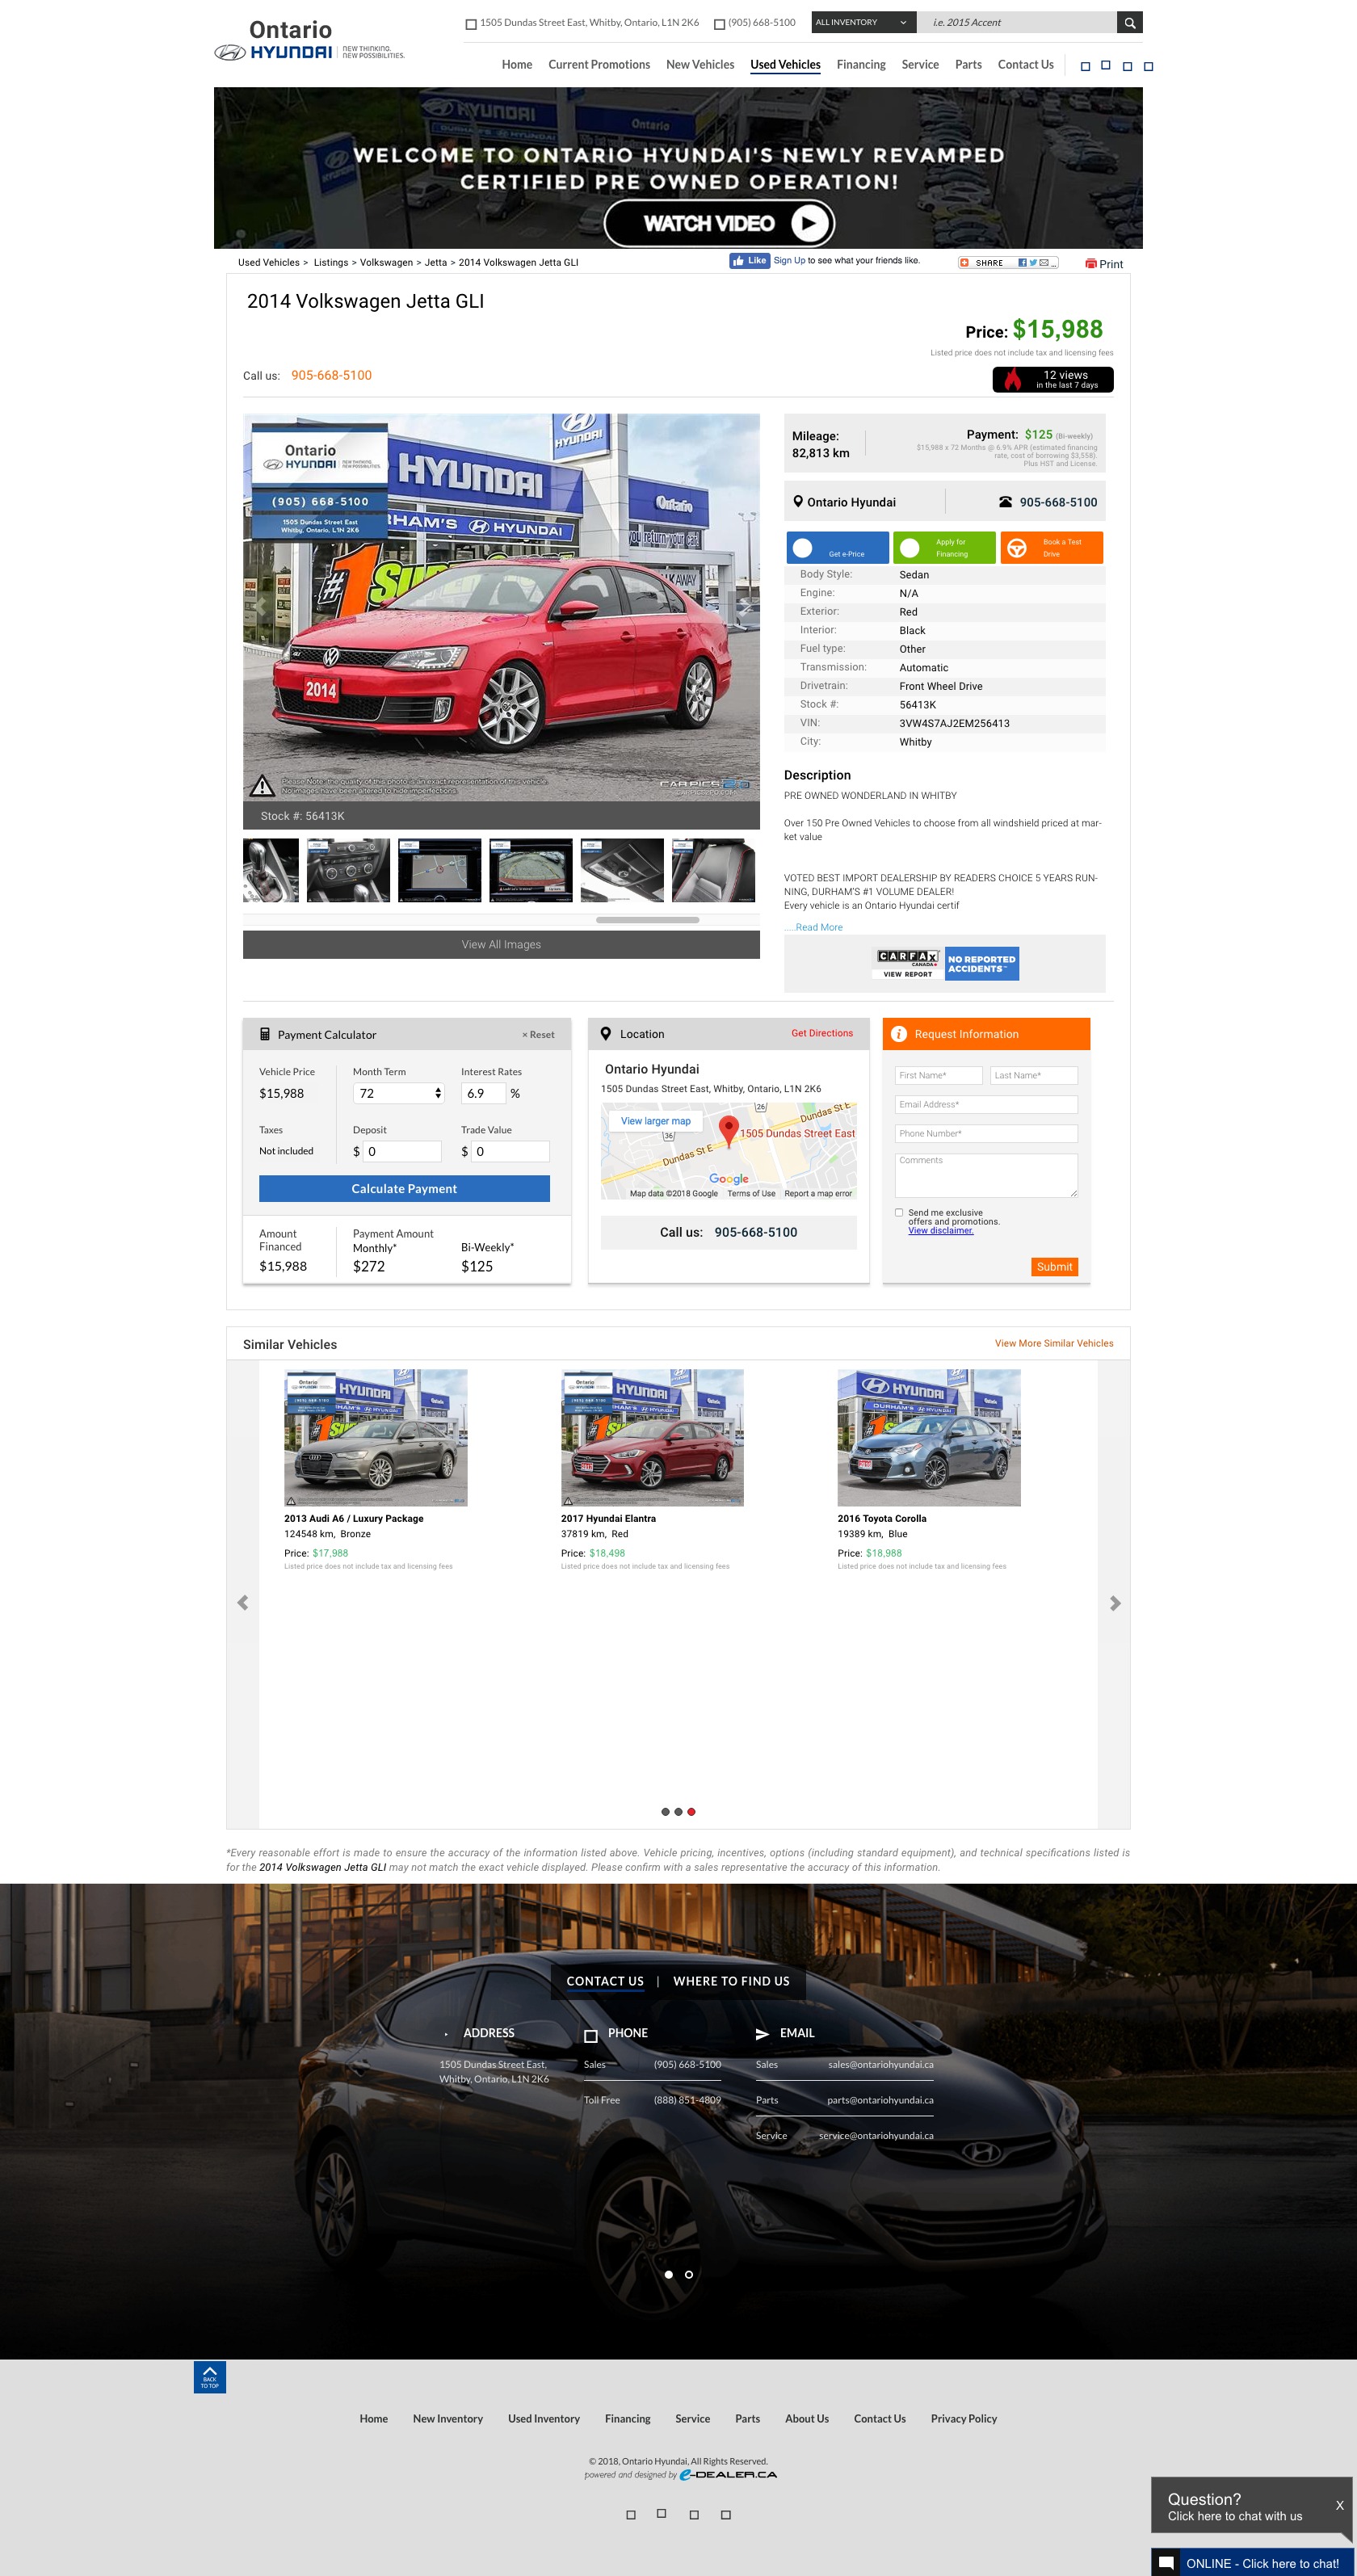 Ontario
HYUNDAI
NEW THINKING.
NEW POSSIBILITIES.
1505 Dundas Street East, Whitby, Ontario, L1N 2K6
(905) 668-5100
ALL INVENTORY
i.e. 2015 Accent
Home
Current Promotions
New Vehicles
Used Vehicles
Financing
Service
Parts
Contact Us
WELCOME TO ONTARIO HYUNDAI'S NEWLY REVAMPED
CERTIFIED PRE OWNED OPERATION!
WATCH VIDEO
Used Vehicles > Listings > Volkswagen > Jetta > 2014 Volkswagen Jetta GLI
Like
Sign Up to see what your friends like.
SHARE
Print
2014 Volkswagen Jetta GLI
Price: $15,988
Listed price does not include tax and licensing fees
Call us: 905-668-5100
12 views
in the last 7 days
Ontario
HYUNDAI
NEW THINKING.
NEW POSSIBILITIES.
(905) 668-5100
1505 Dundas Street East
Whitby, Ontario, L1N 2K6
HYUNDAI
HYUNDAI
Ontario
HYUNDAI
#1
2014
Please Note: the quality of this photo is an exact representation of this vehicle.
No images have been altered to hide imperfections.
Stock #: 56413K
View All Images
Mileage:
82,813 km
Payment: $125 (Bi-weekly)
$15,988 x 72 Months @ 6.9% APR (estimated financing
rate, cost of borrowing $3,558).
Plus HST and License.
Ontario Hyundai
905-668-5100
Get e-Price
Apply for
Financing
Book a Test
Drive
Body Style: Sedan
Engine: N/A
Exterior: Red
Interior: Black
Fuel type: Other
Transmission: Automatic
Drivetrain: Front Wheel Drive
Stock #: 56413K
VIN: 3VW4S7AJ2EM256413
City: Whitby
Description
PRE OWNED WONDERLAND IN WHITBY
Over 150 Pre Owned Vehicles to choose from all windshield priced at mar-
ket value
VOTED BEST IMPORT DEALERSHIP BY READERS CHOICE 5 YEARS RUN-
NING, DURHAM'S #1 VOLUME DEALER!
Every vehicle is an Ontario Hyundai certif
.....Read More
CARFAX
CANADA
VIEW REPORT
NO REPORTED
ACCIDENTS™
Payment Calculator
× Reset
Vehicle Price
Month Term
Interest Rates
$15,988
72
6.9 %
Taxes
Deposit
Trade Value
Not included
$ 0
$ 0
Calculate Payment
Amount
Financed
Payment Amount
Monthly*
Bi-Weekly*
$15,988
$272
$125
Location
Get Directions
Ontario Hyundai
1505 Dundas Street East, Whitby, Ontario, L1N 2K6
View larger map
26
36
Dundas St E
1505 Dundas Street East
Dundas St E
Google
Map data ©2018 Google
Terms of Use
Report a map error
Call us: 905-668-5100
Request Information
First Name*
Last Name*
Email Address*
Phone Number*
Comments
Send me exclusive
offers and promotions.
View disclaimer.
Submit
Similar Vehicles
View More Similar Vehicles
2013 Audi A6 / Luxury Package
124548 km, Bronze
Price: $17,988
Listed price does not include tax and licensing fees
2017 Hyundai Elantra
37819 km, Red
Price: $18,498
Listed price does not include tax and licensing fees
2016 Toyota Corolla
19389 km, Blue
Price: $18,988
Listed price does not include tax and licensing fees
*Every reasonable effort is made to ensure the accuracy of the information listed above. Vehicle pricing, incentives, options (including standard equipment), and technical specifications listed is
for the 2014 Volkswagen Jetta GLI may not match the exact vehicle displayed. Please confirm with a sales representative the accuracy of this information.
CONTACT US | WHERE TO FIND US
ADDRESS
1505 Dundas Street East,
Whitby, Ontario, L1N 2K6
PHONE
Sales (905) 668-5100
Toll Free (888) 851-4809
EMAIL
Sales sales@ontariohyundai.ca
Parts parts@ontariohyundai.ca
Service service@ontariohyundai.ca
BACK
TO TOP
Home
New Inventory
Used Inventory
Financing
Service
Parts
About Us
Contact Us
Privacy Policy
© 2018, Ontario Hyundai, All Rights Reserved.
powered and designed by e-DEALER.CA
Question?
Click here to chat with us
X
ONLINE - Click here to chat!